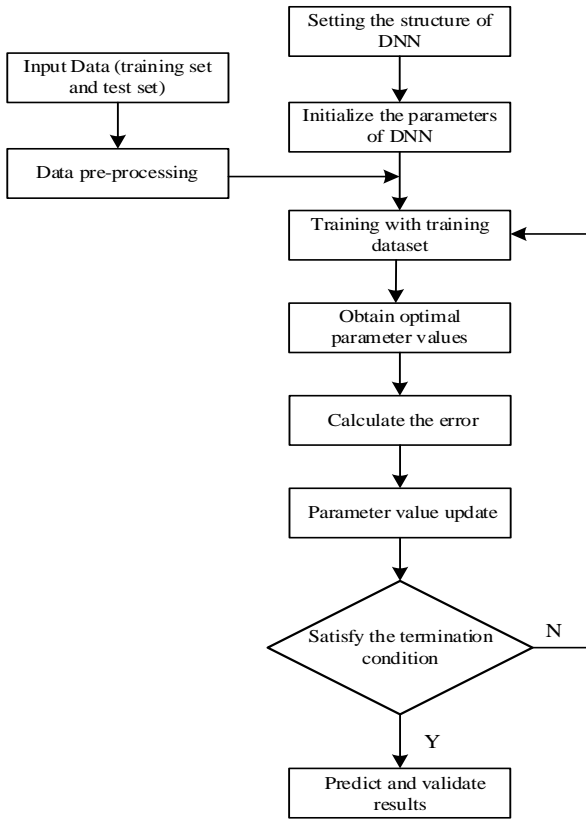 Setting the structure of
DNN
Input Data (training set
and test set)
Initialize the parameters
of DNN
Data pre-processing
Training with training
dataset
Obtain optimal
parameter values
Calculate the error
Parameter value update
Satisfy the termination
condition
N
Y
Predict and validate
results